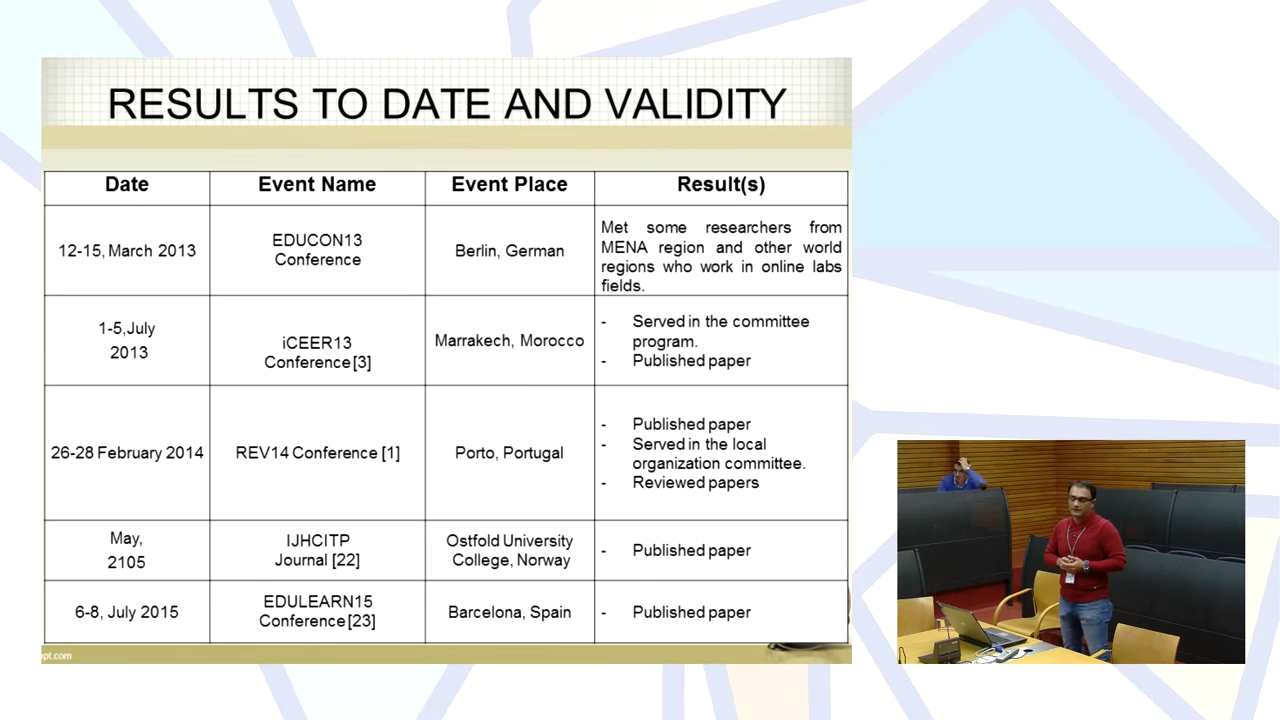 RESULTS TO DATE AND VALIDITY
Date
Event Name
Event Place
Result(s)
12-15, March 2013
EDUCON13
Conference
Berlin, German
Met some researchers from
MENA region and other world
regions who work in online labs
fields.
1-5,July
2013
iCEER13
Conference [3]
Marrakech, Morocco
- Served in the committee
program.
- Published paper
26-28 February 2014
REV14 Conference [1]
Porto, Portugal
- Published paper
- Served in the local
organization committee.
- Reviewed papers
May,
2105
IJHCITP
Journal [22]
Ostfold University
College, Norway
- Published paper
6-8, July 2015
EDULEARN15
Conference [23]
Barcelona, Spain
- Published paper
ppt.com